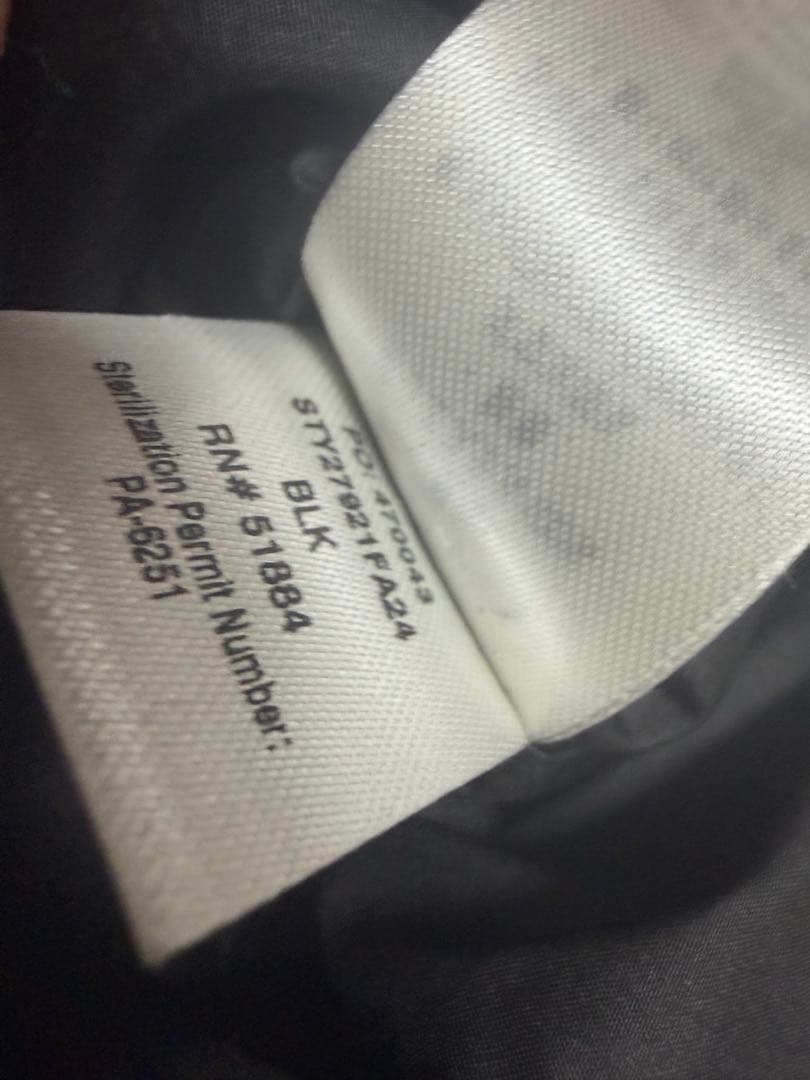 PO: 470043
STY27921FA24
BLK
RN# 51884
Sterilization Permit Number:
PA-6251